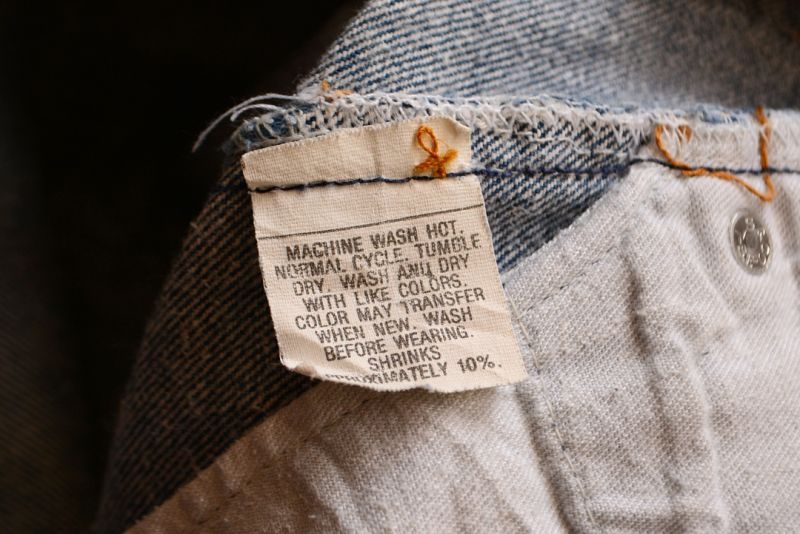 MACHINE WASH HOT,
NORMAL CYCLE, TUMBLE
DRY. WASH AND DRY
WITH LIKE COLORS.
COLOR MAY TRANSFER
WHEN NEW. WASH
BEFORE WEARING.
SHRINKS
10%.